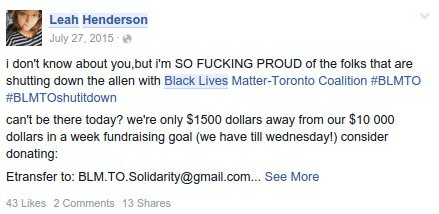 Leah Henderson
July 27, 2015 ·
i don't know about you,but i'm SO FUCKING PROUD of the folks that are
shutting down the allen with Black Lives Matter-Toronto Coalition #BLMTO
#BLMTOshutitdown
can't be there today? we're only $1500 dollars away from our $10 000
dollars in a week fundraising goal (we have till wednesday!) consider
donating:
Etransfer to: BLM.TO.Solidarity@gmail.com... See More
43 Likes 2 Comments 13 Shares